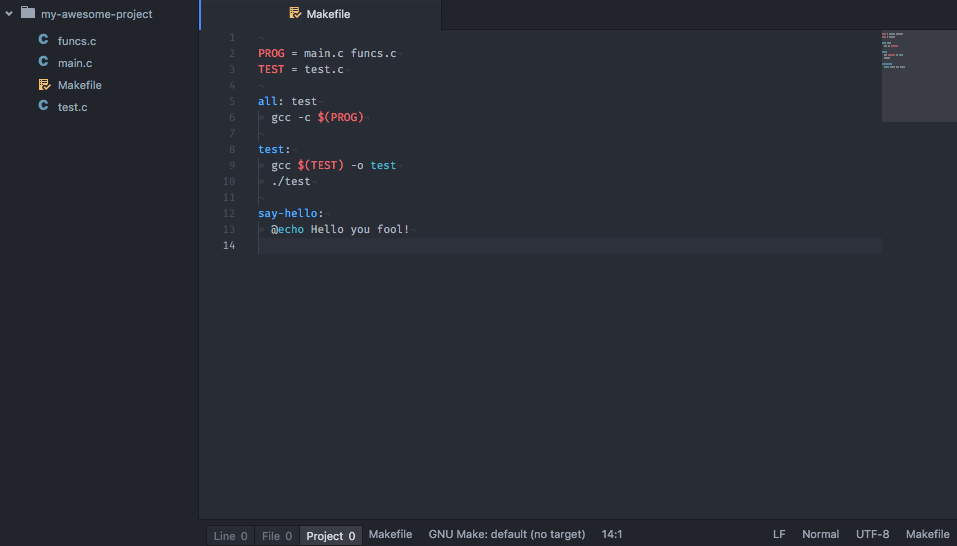 my-awesome-project
funcs.c
main.c
Makefile
test.c
Makefile
1
2 PROG = main.c funcs.c
3 TEST = test.c
4
5 all: test
6 gcc -c $(PROG)
7
8 test:
9 gcc $(TEST) -o test
10 ./test
11
12 say-hello:
13 @echo Hello you fool!
14
Line 0 File 0 Project 0 Makefile GNU Make: default (no target) 14:1 LF Normal UTF-8 Makefile